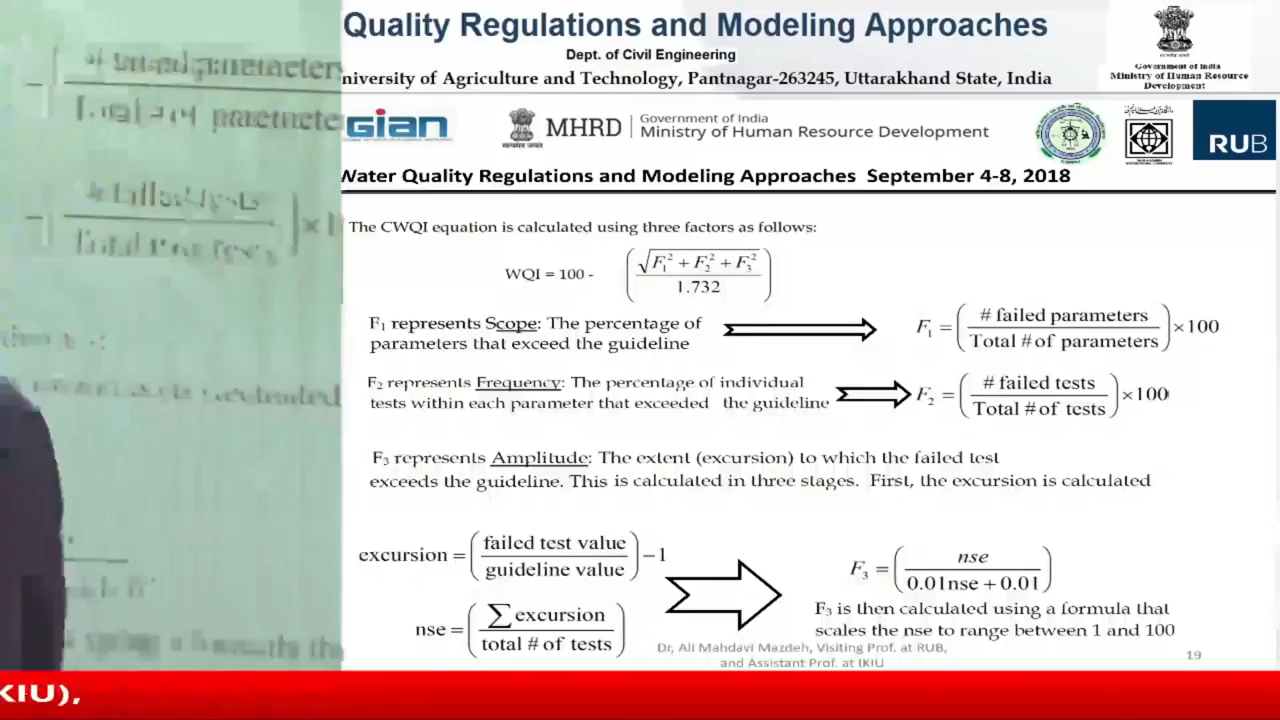 Quality Regulations and Modeling Approaches
Dept. of Civil Engineering
niversity of Agriculture and Technology, Pantnagar-263245, Uttarakhand State, India
Government of India
Ministry of Human Resource
Development
gian
सत्यमेव जयते
MHRD
Government of India
Ministry of Human Resource Development
RUB
Water Quality Regulations and Modeling Approaches September 4-8, 2018
The CWQI equation is calculated using three factors as follows:
WQI = 100 - (√F₁² + F₂² + F₃² / 1.732)
F₁ represents Scope: The percentage of
parameters that exceed the guideline
F₁ = (# failed parameters / Total # of parameters) × 100
F₂ represents Frequency: The percentage of individual
tests within each parameter that exceeded the guideline
F₂ = (# failed tests / Total # of tests) × 100
F₃ represents Amplitude: The extent (excursion) to which the failed test
exceeds the guideline. This is calculated in three stages. First, the excursion is calculated
excursion = (failed test value / guideline value) − 1
nse = (∑ excursion / total # of tests)
F₃ = (nse / 0.01nse + 0.01)
F₃ is then calculated using a formula that
scales the nse to range between 1 and 100
Dr, Ali Mahdavi Mazdeh, Visiting Prof. at RUB,
and Assistant Prof. at IKIU
19
KIU),